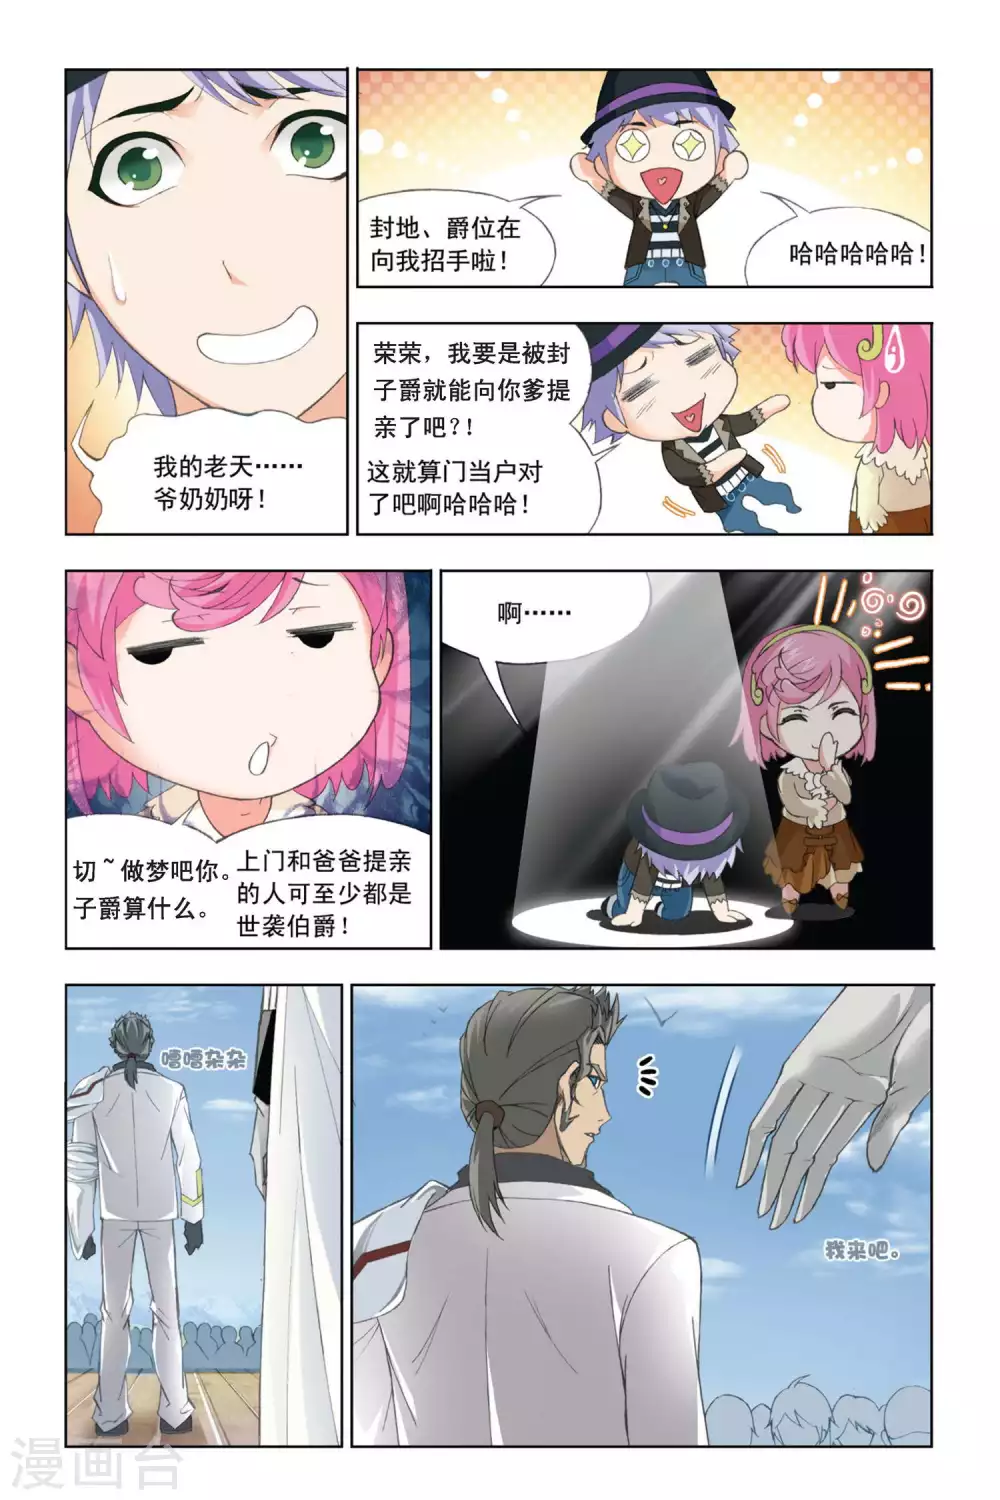 我的老天……
爷奶奶呀！
封地、爵位在
向我招手啦！
哈哈哈哈哈！
荣荣，我要是被封
子爵就能向你爹提
亲了吧？！
这就算门当户对
了吧啊哈哈哈！
切~做梦吧你。
子爵算什么。
上门和爸爸提亲
的人可至少都是
世袭伯爵！
啊……
嘈嘈杂杂
我来吧。
漫画台